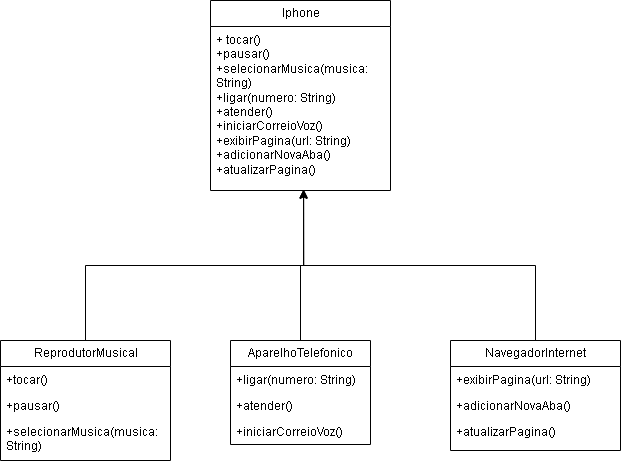 Iphone
+ tocar()
+pausar()
+selecionarMusica(musica:
String)
+ligar(numero: String)
+atender()
+iniciarCorreioVoz()
+exibirPagina(url: String)
+adicionarNovaAba()
+atualizarPagina()
ReprodutorMusical
+tocar()
+pausar()
+selecionarMusica(musica:
String)
AparelhoTelefonico
+ligar(numero: String)
+atender()
+iniciarCorreioVoz()
NavegadorInternet
+exibirPagina(url: String)
+adicionarNovaAba()
+atualizarPagina()